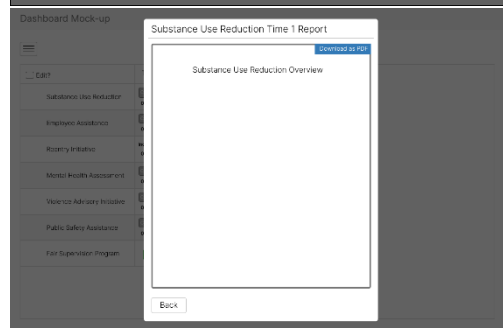 Dashboard Mock-up
Substance Use Reduction Time 1 Report
Download as PDF
Substance Use Reduction Overview
Edit?
Substance Use Reduction
Employee Assistance
Reentry Initiative
Mental Health Assessment
Violence Advisory Initiative
Public Safety Assistance
Fair Supervision Program
Back